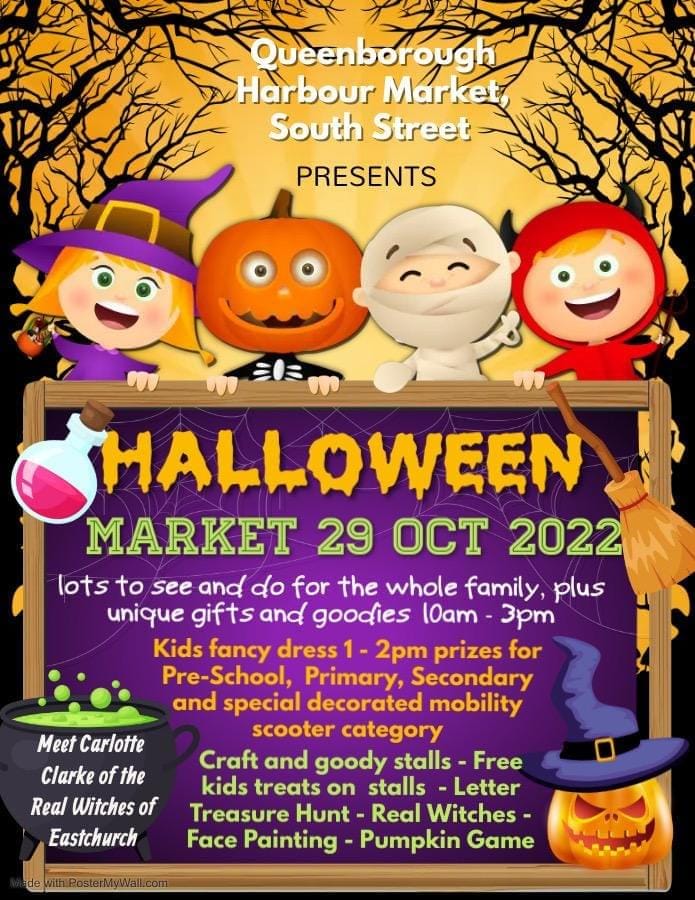 Queenborough
Harbour Market,
South Street
PRESENTS
HALLOWEEN
MARKET 29 OCT 2022
lots to see and do for the whole family, plus
unique gifts and goodies 10am - 3pm
Kids fancy dress 1 - 2pm prizes for
Pre-School, Primary, Secondary
and special decorated mobility
scooter category
Craft and goody stalls - Free
kids treats on stalls - Letter
Treasure Hunt - Real Witches -
Face Painting - Pumpkin Game
Meet Carlotte
Clarke of the
Real Witches of
Eastchurch
Made with PosterMyWall.com